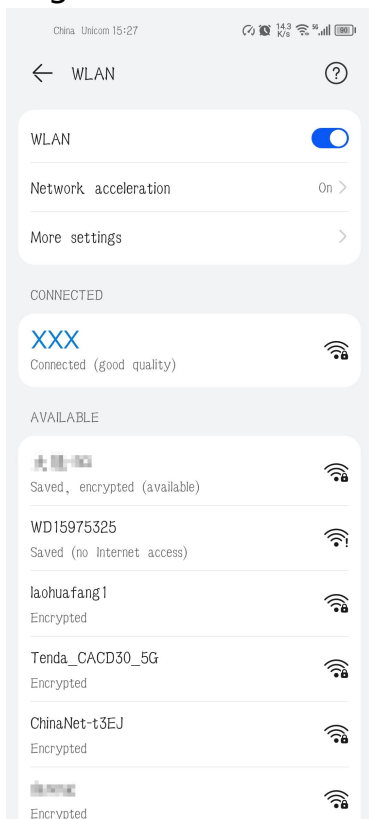 China Unicom 15:27 14.3 K/s 5G 90
WLAN
?
WLAN
Network acceleration On
More settings
CONNECTED
XXX
Connected (good quality)
AVAILABLE
Saved, encrypted (available)
WD15975325
Saved (no Internet access)
laohuafang1
Encrypted
Tenda_CACD30_5G
Encrypted
ChinaNet-t3EJ
Encrypted
Encrypted